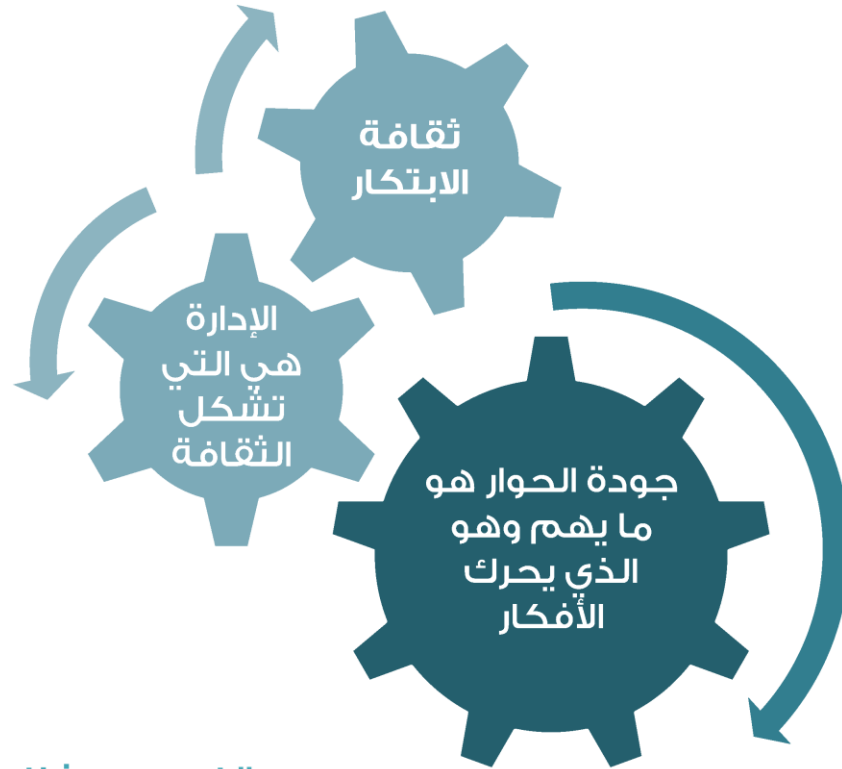 ثقافة
الابتكار
الإدارة
هي التي
تشكل
الثقافة
جودة الحوار هو
ما يهم وهو
الذي يحرك
الأفكار